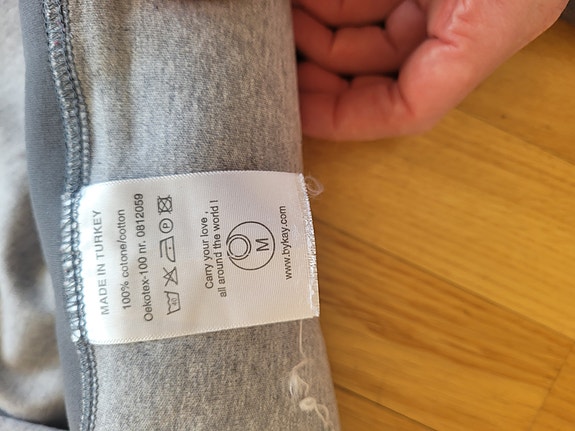 MADE IN TURKEY
100% cotone/cotton
Oekotex-100 nr. 0812059
Carry your love ,
all around the world !
M
www.bykay.com